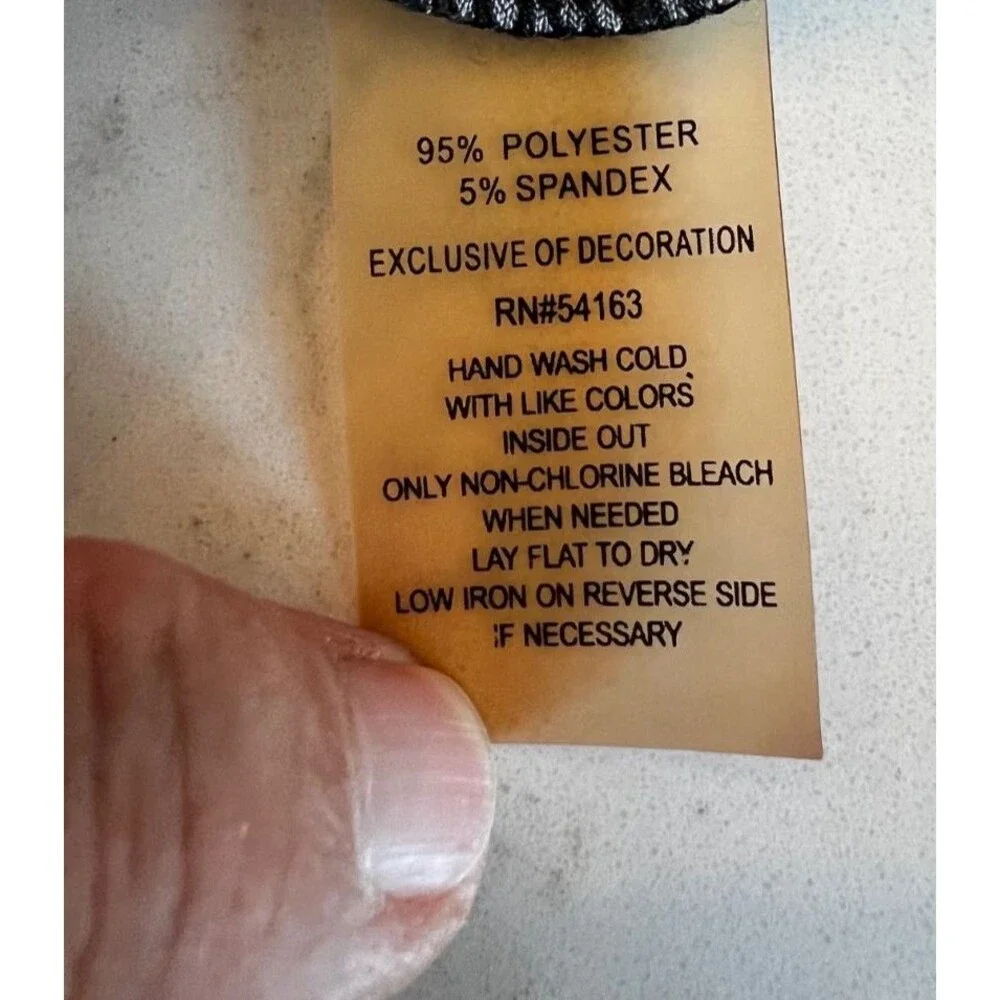 95% POLYESTER
5% SPANDEX
EXCLUSIVE OF DECORATION
RN#54163
HAND WASH COLD
WITH LIKE COLORS
INSIDE OUT
ONLY NON-CHLORINE BLEACH
WHEN NEEDED
LAY FLAT TO DRY
LOW IRON ON REVERSE SIDE
IF NECESSARY